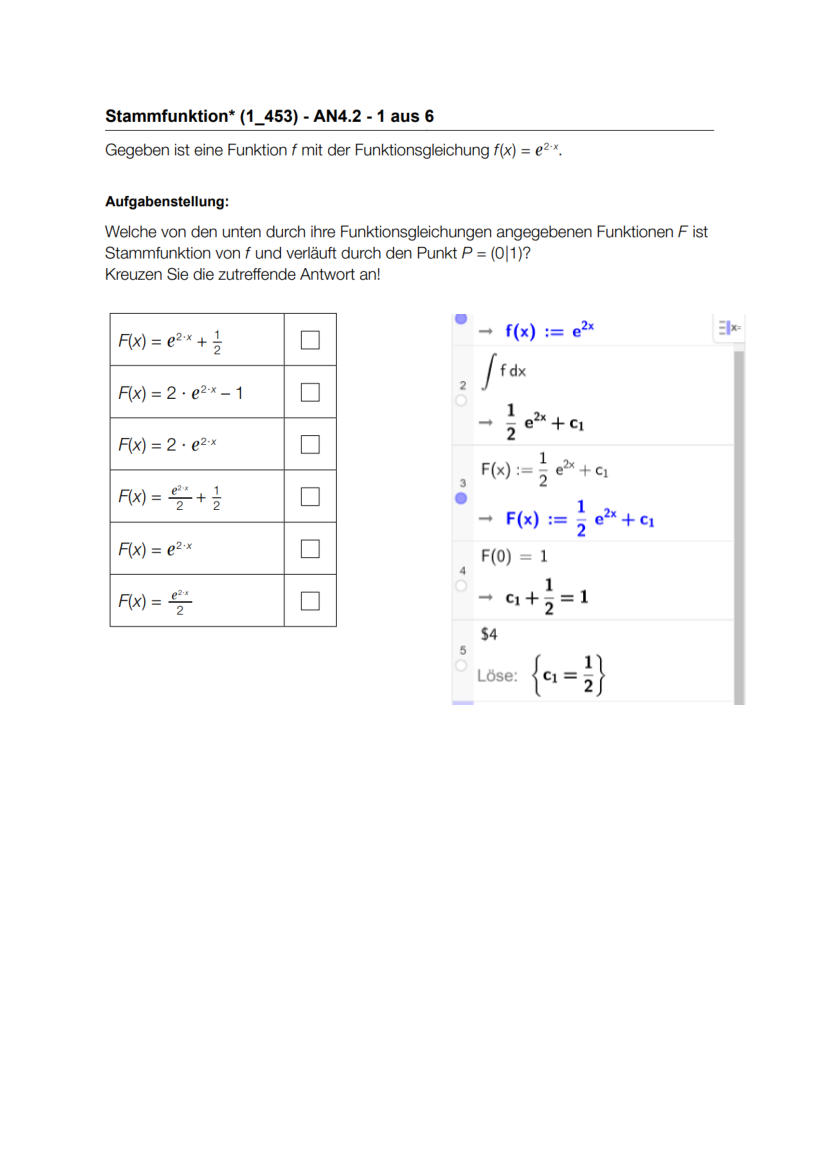 Stammfunktion* (1_453) - AN4.2 - 1 aus 6
Gegeben ist eine Funktion f mit der Funktionsgleichung f(x) = e^(2·x).
Aufgabenstellung:
Welche von den unten durch ihre Funktionsgleichungen angegebenen Funktionen F ist
Stammfunktion von f und verläuft durch den Punkt P = (0|1)?
Kreuzen Sie die zutreffende Antwort an!
F(x) = e^(2·x) + 1/2
F(x) = 2 · e^(2·x) – 1
F(x) = 2 · e^(2·x)
F(x) = e^(2·x)/2 + 1/2
F(x) = e^(2·x)
F(x) = e^(2·x)/2
→ f(x) := e^(2x)
x=
2
∫ f dx
→ 1/2 e^(2x) + c₁
3
F(x) := 1/2 e^(2x) + c₁
→ F(x) := 1/2 e^(2x) + c₁
4
F(0) = 1
→ c₁ + 1/2 = 1
5
$4
Löse: {c₁ = 1/2}